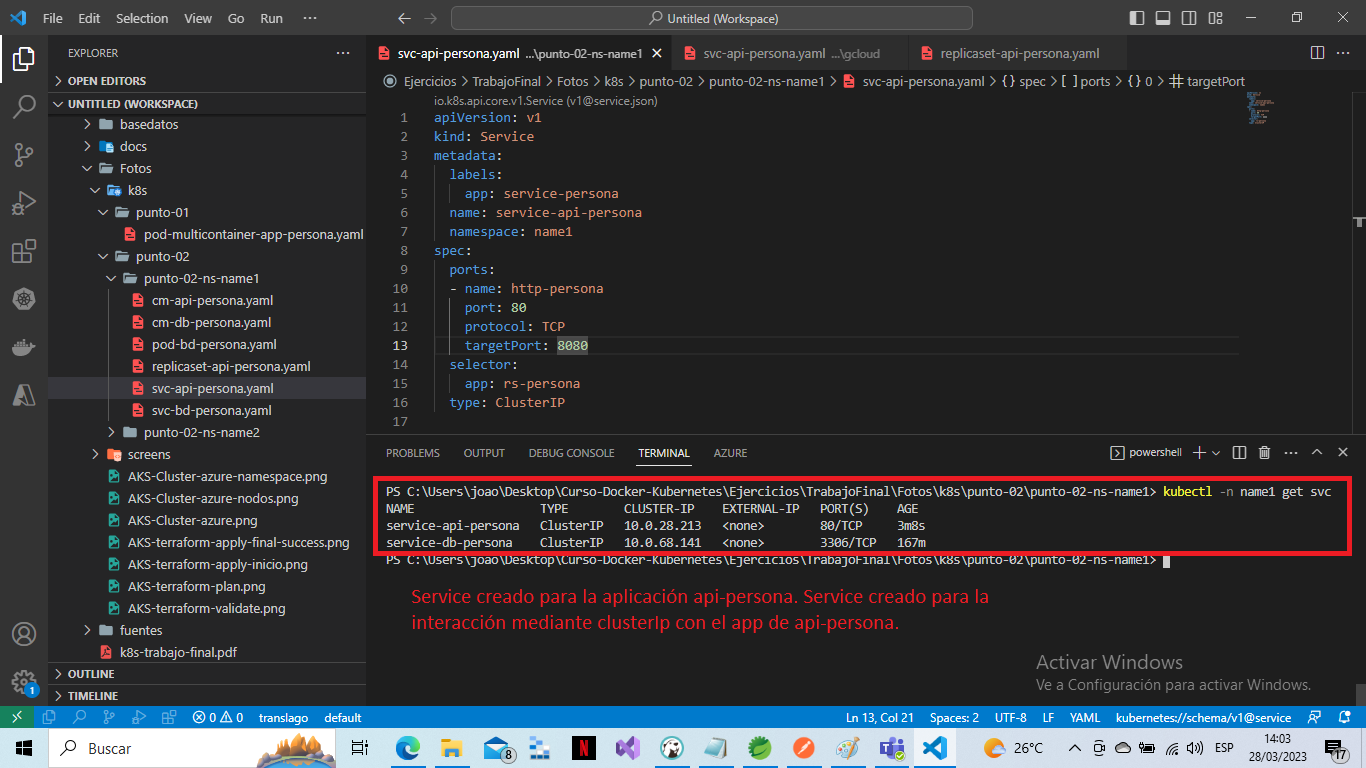 File Edit Selection View Go Run ···
Untitled (Workspace)
EXPLORER
svc-api-persona.yaml ...\punto-02-ns-name1
svc-api-persona.yaml ...\gcloud
replicaset-api-persona.yaml
OPEN EDITORS
UNTITLED (WORKSPACE)
basedatos
docs
Fotos
k8s
punto-01
pod-multicontainer-app-persona.yaml
punto-02
punto-02-ns-name1
cm-api-persona.yaml
cm-db-persona.yaml
pod-bd-persona.yaml
replicaset-api-persona.yaml
svc-api-persona.yaml
svc-bd-persona.yaml
punto-02-ns-name2
screens
AKS-Cluster-azure-namespace.png
AKS-Cluster-azure-nodos.png
AKS-Cluster-azure.png
AKS-terraform-apply-final-success.png
AKS-terraform-apply-inicio.png
AKS-terraform-plan.png
AKS-terraform-validate.png
fuentes
k8s-trabajo-final.pdf
OUTLINE
TIMELINE
Ejercicios > TrabajoFinal > Fotos > k8s > punto-02 > punto-02-ns-name1 > svc-api-persona.yaml > {} spec > [ ] ports > {} 0 > targetPort
io.k8s.api.core.v1.Service (v1@service.json)
1 apiVersion: v1
2 kind: Service
3 metadata:
4 labels:
5 app: service-persona
6 name: service-api-persona
7 namespace: name1
8 spec:
9 ports:
10 - name: http-persona
11 port: 80
12 protocol: TCP
13 targetPort: 8080
14 selector:
15 app: rs-persona
16 type: ClusterIP
17
PROBLEMS OUTPUT DEBUG CONSOLE TERMINAL AZURE
powershell
PS C:\Users\joao\Desktop\Curso-Docker-Kubernetes\Ejercicios\TrabajoFinal\Fotos\k8s\punto-02\punto-02-ns-name1> kubectl -n name1 get svc
NAME TYPE CLUSTER-IP EXTERNAL-IP PORT(S) AGE
service-api-persona ClusterIP 10.0.28.213 <none> 80/TCP 3m8s
service-db-persona ClusterIP 10.0.68.141 <none> 3306/TCP 167m
PS C:\Users\joao\Desktop\Curso-Docker-Kubernetes\Ejercicios\TrabajoFinal\Fotos\k8s\punto-02\punto-02-ns-name1>
Service creado para la aplicación api-persona. Service creado para la
interacción mediante clusterIp con el app de api-persona.
Activar Windows
Ve a Configuración para activar Windows.
1
0 0 translago default
Ln 13, Col 21 Spaces: 2 UTF-8 LF YAML kubernetes://schema/v1@service
Buscar
8
26°C
ESP
14:03
28/03/2023
17